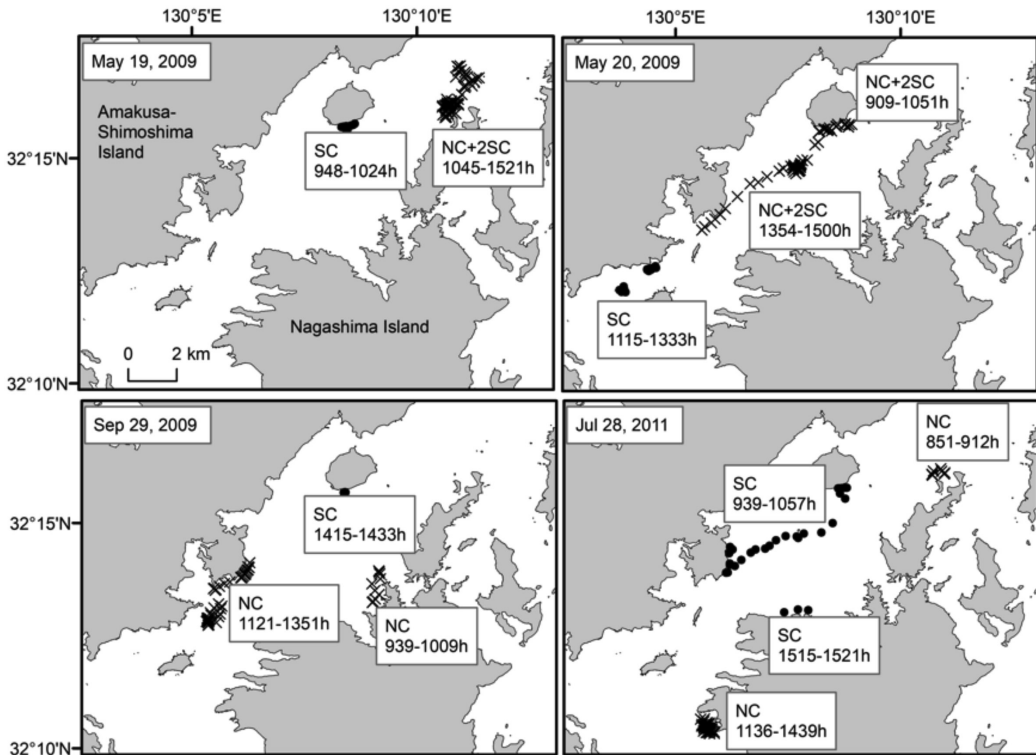 130°5'E
130°10'E
130°5'E
130°10'E
May 19, 2009
Amakusa-
Shimoshima
Island
32°15'N
SC
948-1024h
NC+2SC
1045-1521h
Nagashima Island
0 2 km
32°10'N
May 20, 2009
NC+2SC
909-1051h
NC+2SC
1354-1500h
SC
1115-1333h
Sep 29, 2009
32°15'N
SC
1415-1433h
NC
1121-1351h
NC
939-1009h
32°10'N
Jul 28, 2011
NC
851-912h
SC
939-1057h
SC
1515-1521h
NC
1136-1439h